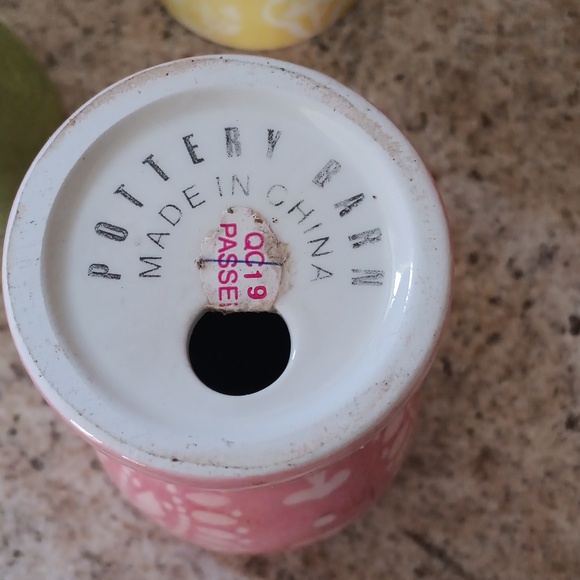 POTTERY BARN
MADE IN CHINA
QC19
PASSE